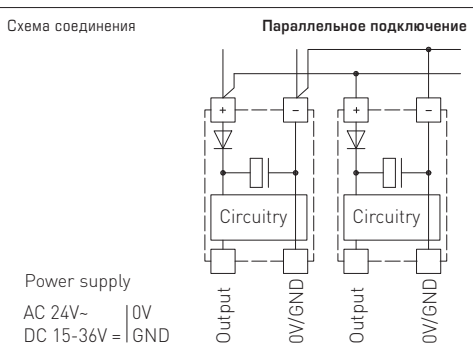 Схема соединения
Параллельное подключение
+ − + −
Circuitry Circuitry
Power supply
AC 24V~ 0V
DC 15-36V = GND
Output
0V/GND
Output
0V/GND